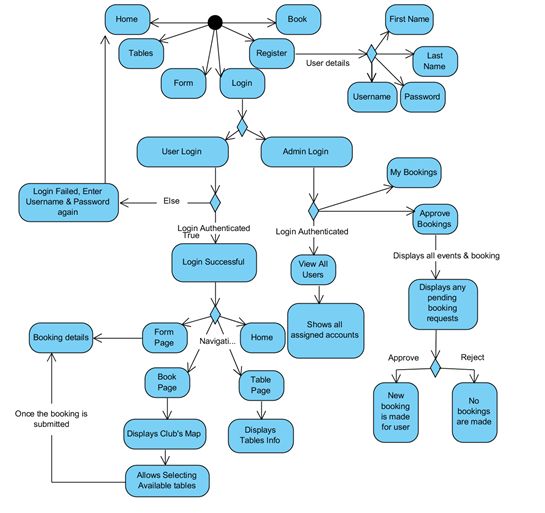 Home
Book
First Name
Tables
Register
User details
Last
Name
Form
Login
Username
Password
User Login
Admin Login
My Bookings
Login Failed, Enter
Username & Password
again
Else
Approve
Bookings
Login Authenticated
True
Login Authenticated
Displays all events & booking
Login Successful
View All
Users
Displays any
pending
booking
requests
Shows all
assigned accounts
Booking details
Form
Page
Navigati...
Home
Approve
Reject
Book
Page
Table
Page
New
booking
is made
for user
No
bookings
are made
Once the booking is
submitted
Displays Club's Map
Displays
Tables Info
Allows Selecting
Available tables